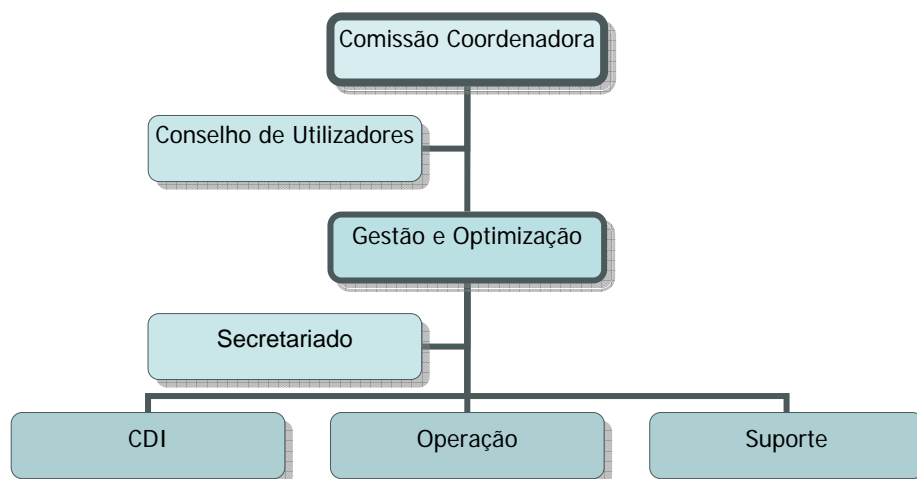 Comissão Coordenadora
Conselho de Utilizadores
Gestão e Optimização
Secretariado
CDI
Operação
Suporte